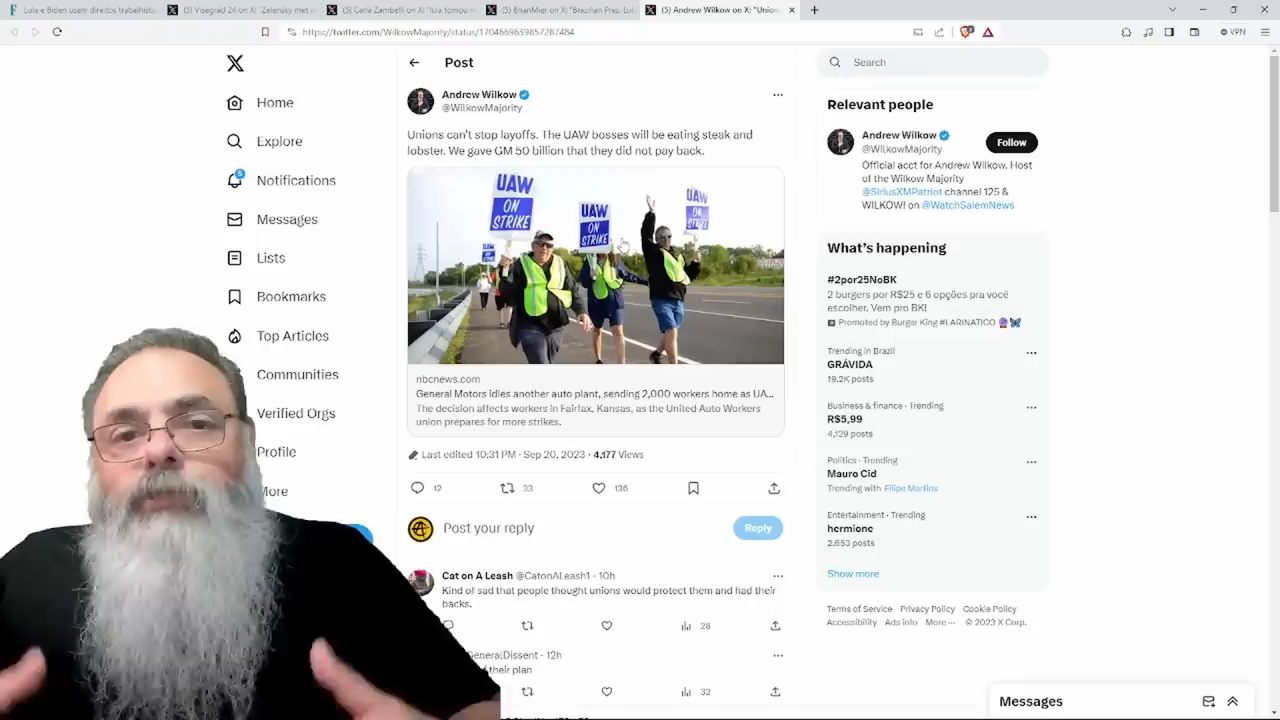 Lula e Biden usam direitos trabalhista
(5) Visegrád 24 on X: "Zelensky met w
(5) Carla Zambelli on X: "lula tomou m
(5) BrianMier on X: "Brazilian Pres. Lula
(5) Andrew Wilkow on X: "Union
https://twitter.com/WilkowMajority/status/1704669639857287484
VPN
Home
Explore
Notifications
Messages
Lists
Bookmarks
Top Articles
Communities
Verified Orgs
Profile
More
Post
Andrew Wilkow
@WilkowMajority
Unions can't stop layoffs. The UAW bosses will be eating steak and
lobster. We gave GM 50 billion that they did not pay back.
UAW
ON
STRIKE
UAW
ON
STRIKE
UAW
ON
STRIKE
nbcnews.com
General Motors idles another auto plant, sending 2,000 workers home as UA...
The decision affects workers in Fairfax, Kansas, as the United Auto Workers
union prepares for more strikes.
Last edited 10:31 PM · Sep 20, 2023 · 4,177 Views
12 33 136
Post your reply
Reply
Cat on A Leash @CatonALeash1 · 10h
Kind of sad that people thought unions would protect them and had their
backs.
28
GeneralDissent · 12h
their plan
32
Search
Relevant people
Andrew Wilkow
@WilkowMajority
Follow
Official acct for Andrew Wilkow. Host
of the Wilkow Majority
@SiriusXMPatriot channel 125 &
WILKOW! on @WatchSalemNews
What's happening
#2por25NoBK
2 burgers por R$25 e 6 opções pra você
escolher. Vem pro BK!
Promoted by Burger King #LARINATICO
Trending in Brazil
GRÁVIDA
19.2K posts
Business & finance · Trending
R$5,99
4,129 posts
Politics · Trending
Mauro Cid
Trending with Filipe Martins
Entertainment · Trending
hermione
2,653 posts
Show more
Terms of Service Privacy Policy Cookie Policy
Accessibility Ads info More ··· © 2023 X Corp.
Messages